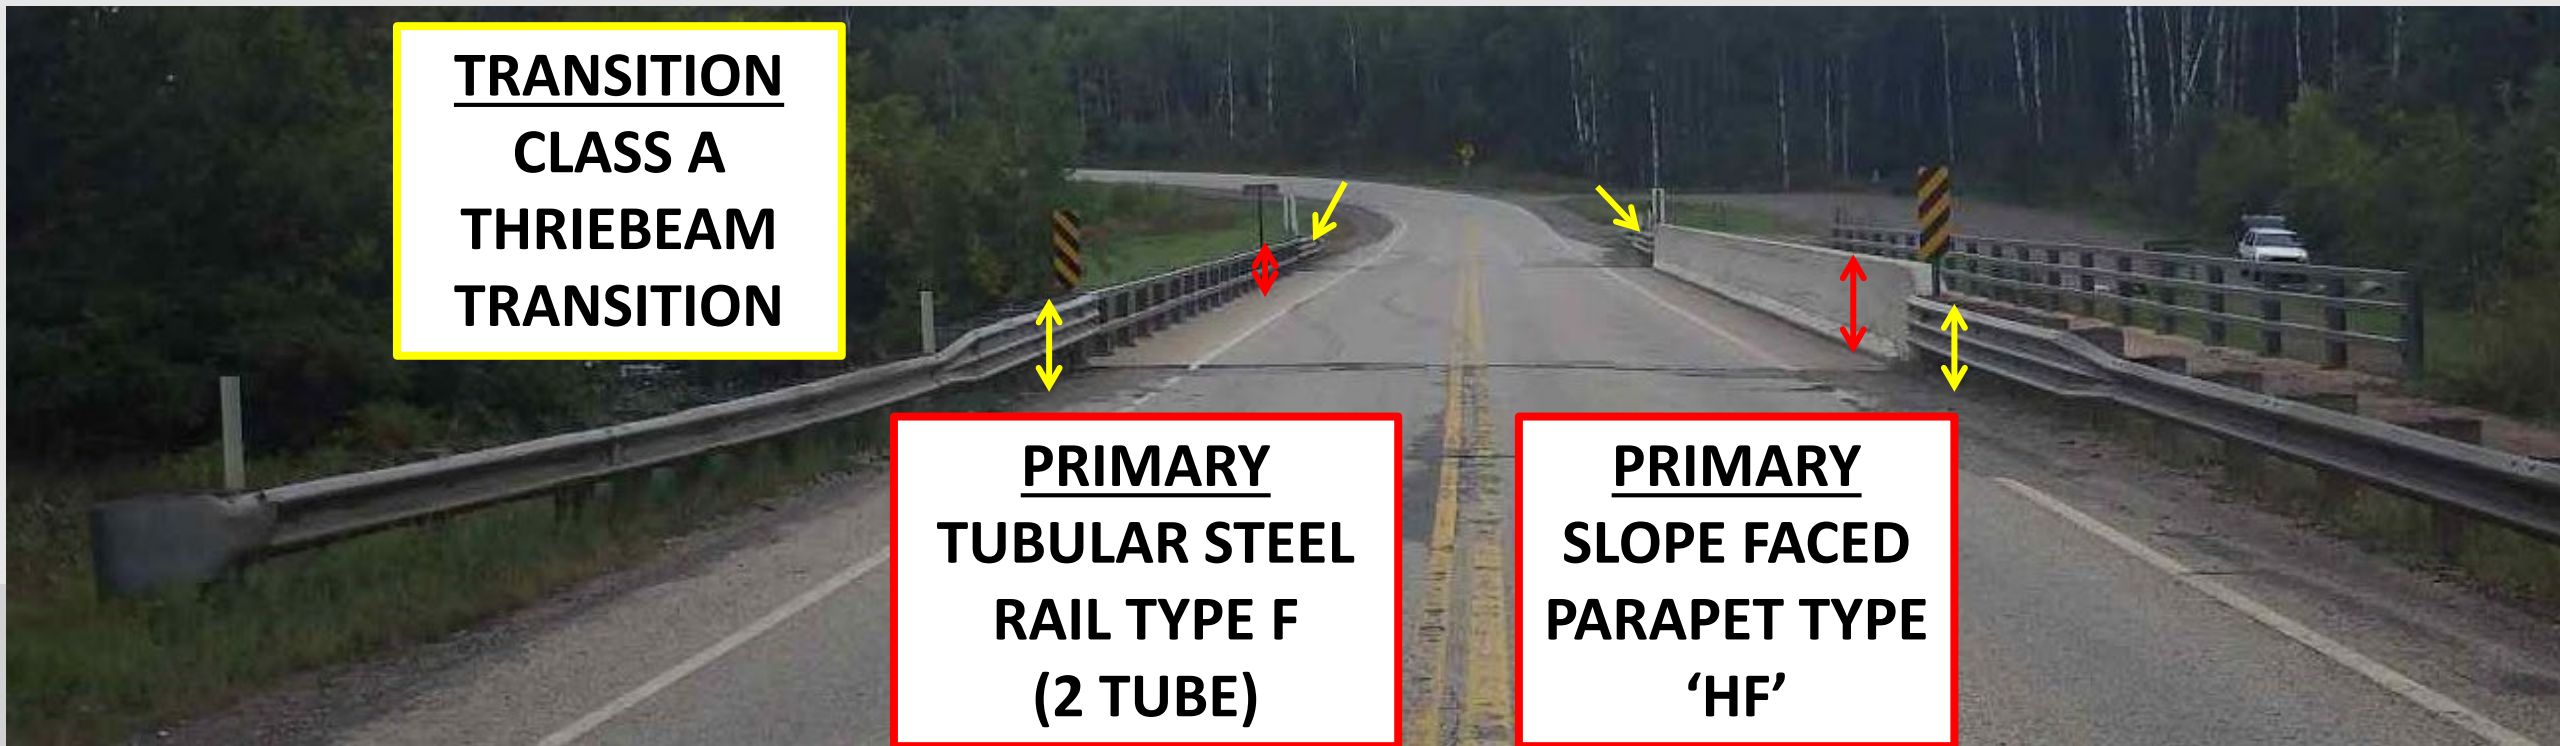 TRANSITION
CLASS A
THRIEBEAM
TRANSITION
PRIMARY
TUBULAR STEEL
RAIL TYPE F
(2 TUBE)
PRIMARY
SLOPE FACED
PARAPET TYPE
‘HF’